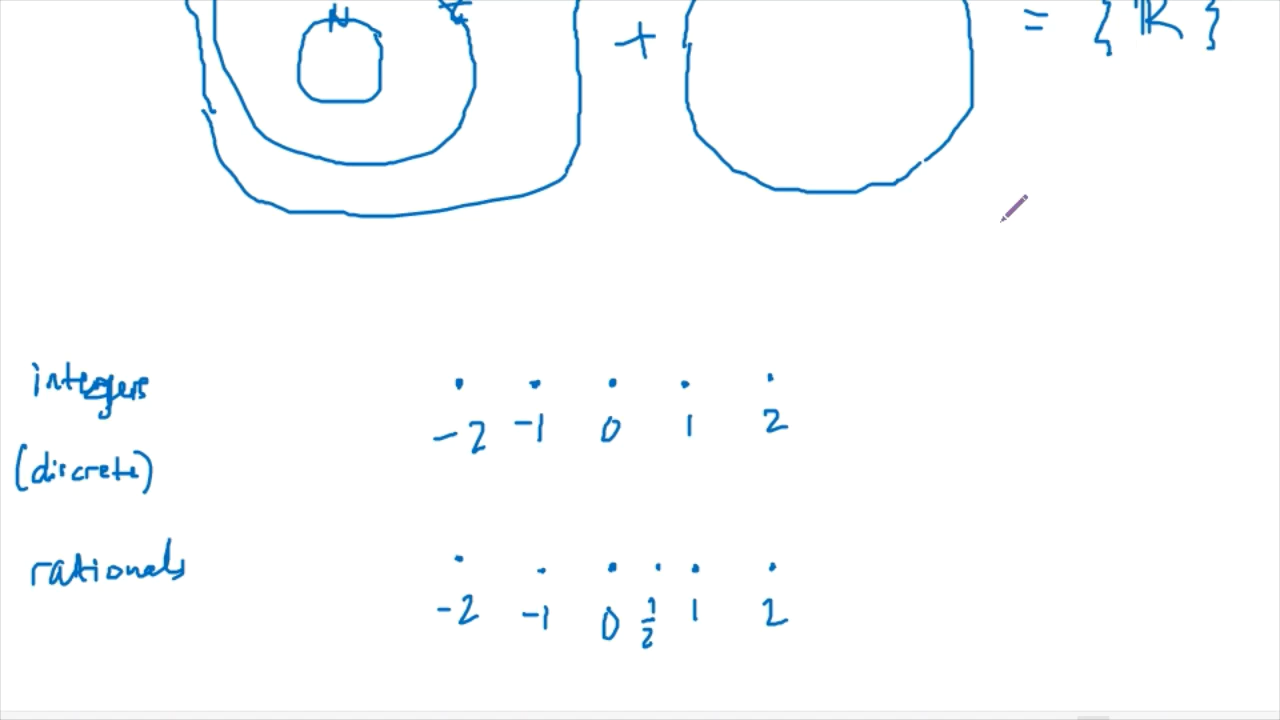 N Z + = { R }
integers
-2 -1 0 1 2
(discrete)
rationals
-2 -1 0 1/2 1 2